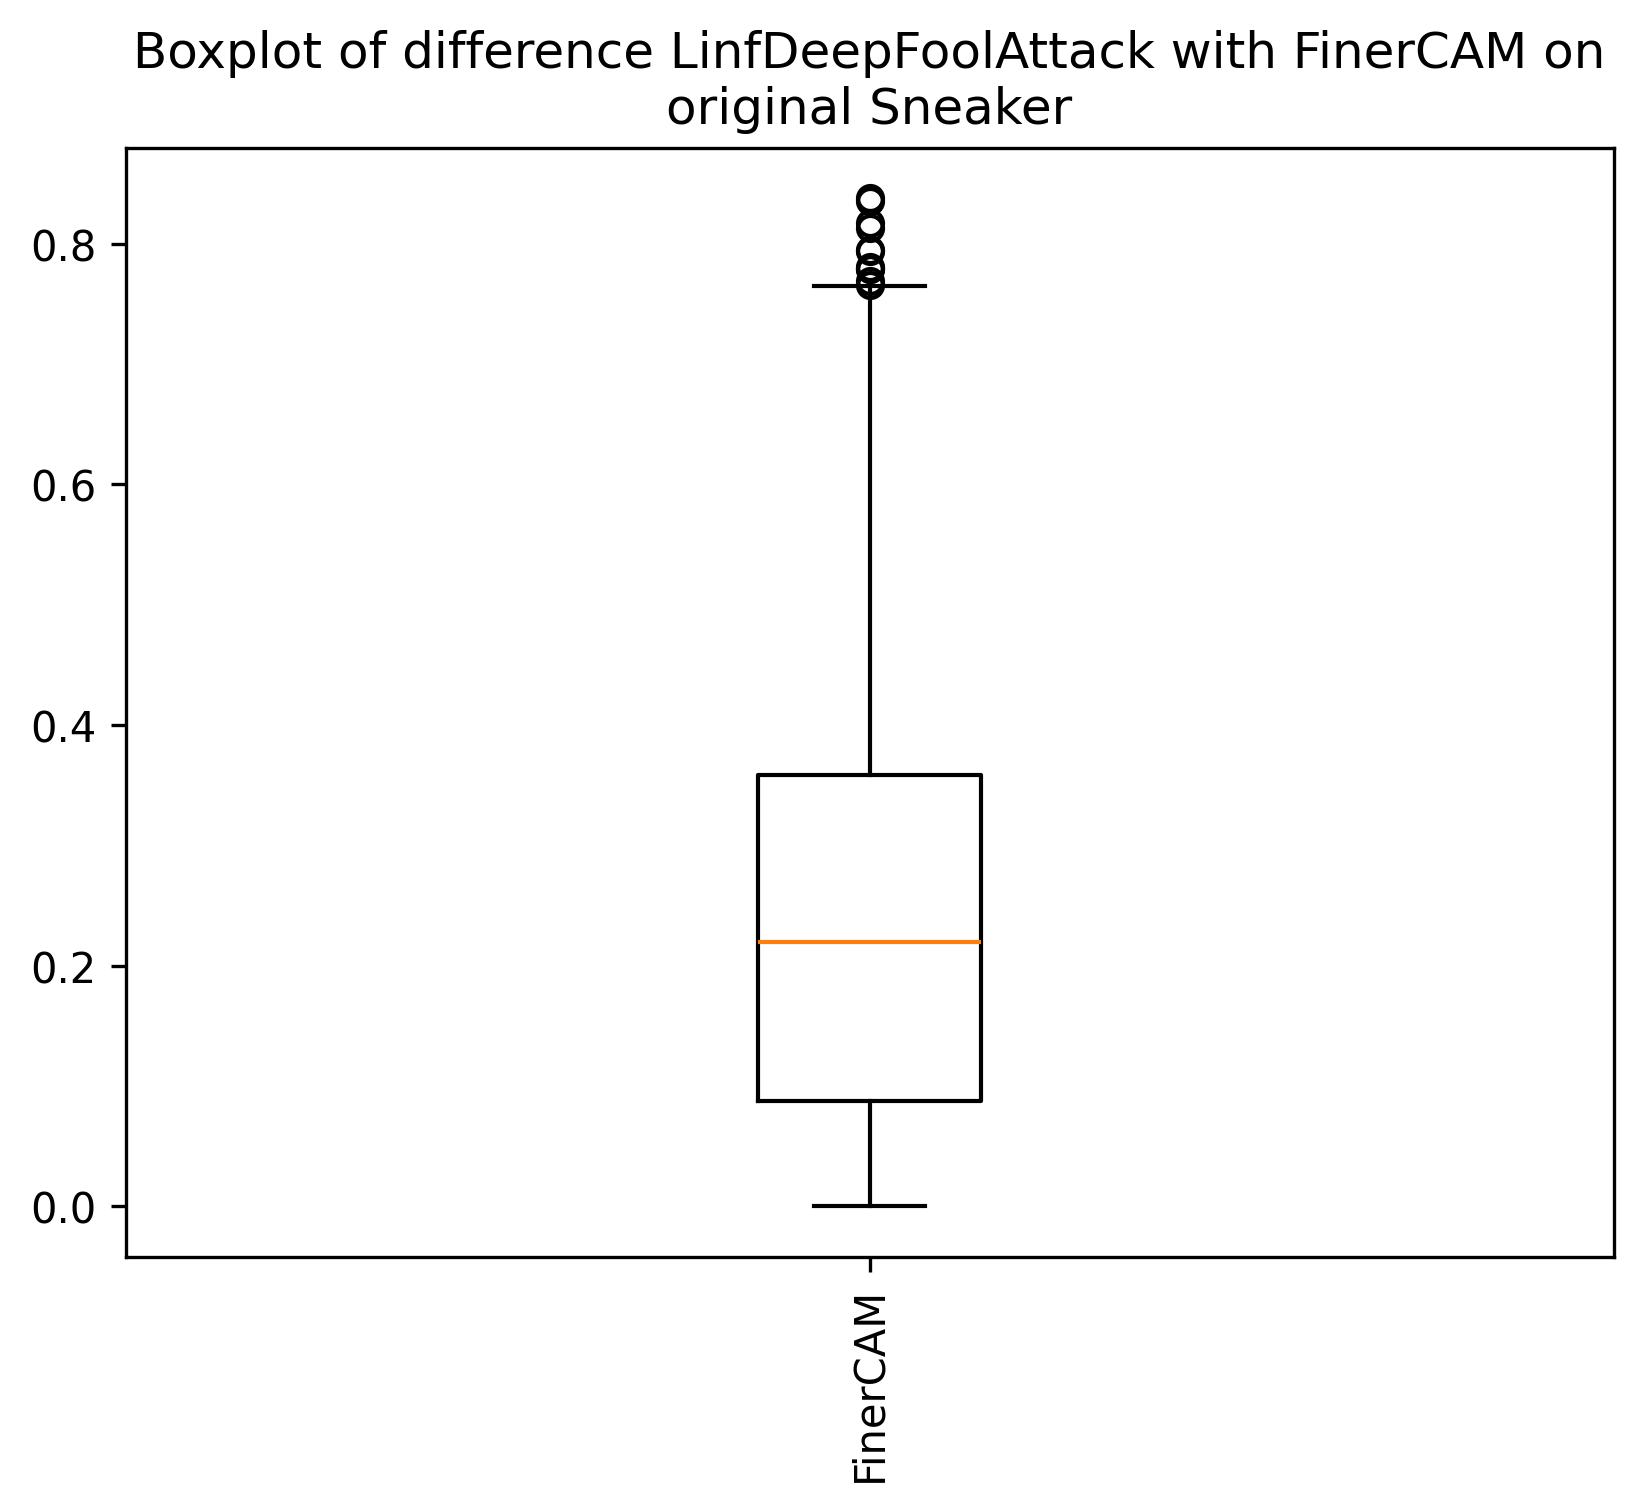 Boxplot of difference LinfDeepFoolAttack with FinerCAM on
original Sneaker
0.8
0.6
0.4
0.2
0.0
FinerCAM